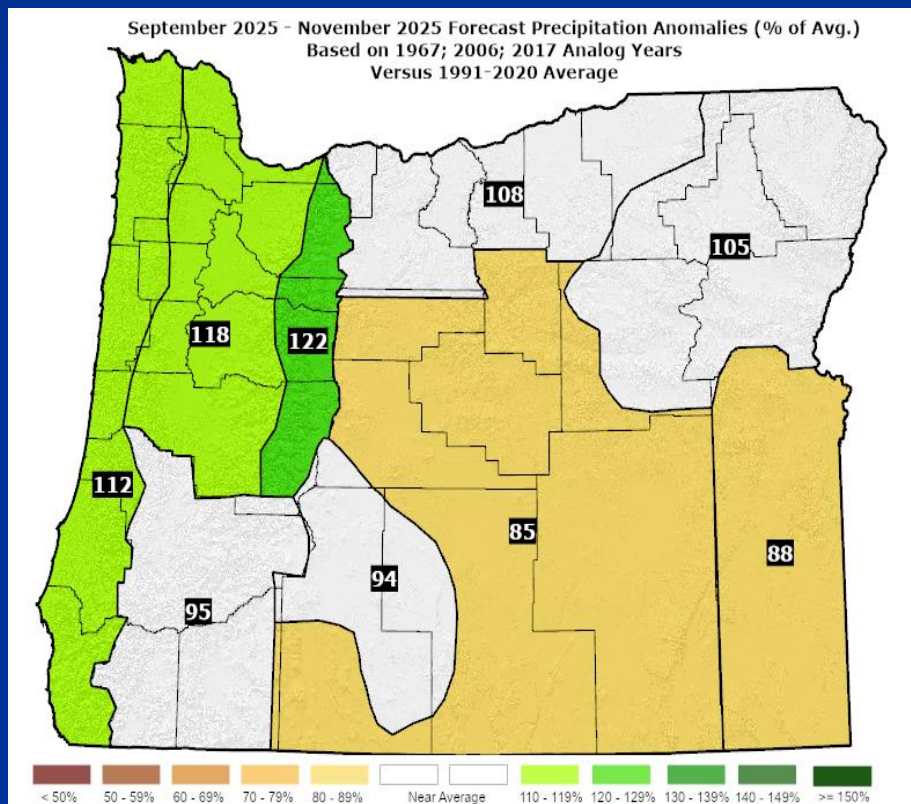 September 2025 - November 2025 Forecast Precipitation Anomalies (% of Avg.)
Based on 1967; 2006; 2017 Analog Years
Versus 1991-2020 Average
108
105
118
122
112
85
88
94
95
< 50%
50 - 59%
60 - 69%
70 - 79%
80 - 89%
Near Average
110 - 119%
120 - 129%
130 - 139%
140 - 149%
>= 150%